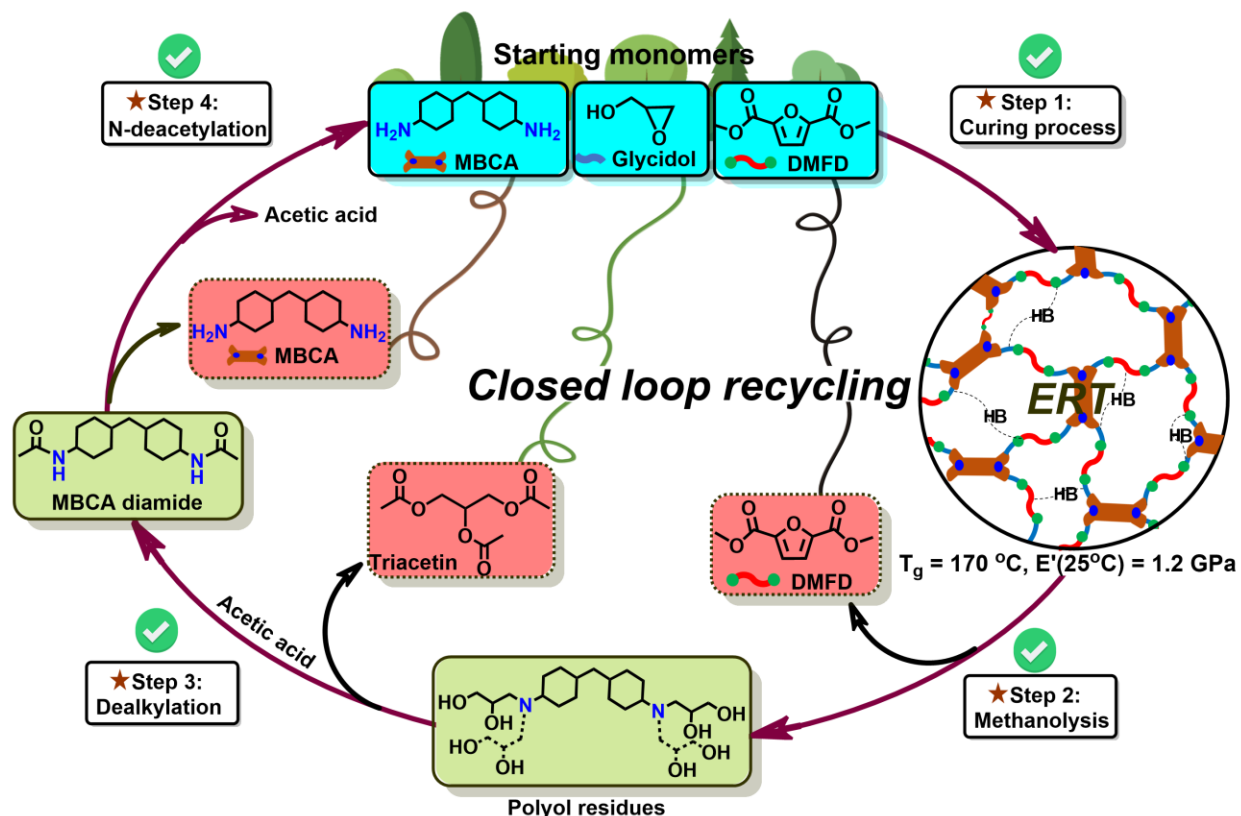 Starting monomers
★Step 4:
N-deacetylation
H₂N
NH₂
MBCA
HO
O
Glycidol
O
O
O
O
O
DMFD
★Step 1:
Curing process
Acetic acid
H₂N
NH₂
MBCA
Closed loop recycling
HB
HB
HB
HB
HB
ERT
T_g = 170 °C, E'(25°C) = 1.2 GPa
O
N
H
N
H
O
MBCA diamide
O
O
O
O
O
O
Triacetin
O
O
O
O
O
DMFD
Acetic acid
★Step 3:
Dealkylation
★Step 2:
Methanolysis
HO
OH
N
N
OH
OH
HO
OH
OH
OH
Polyol residues